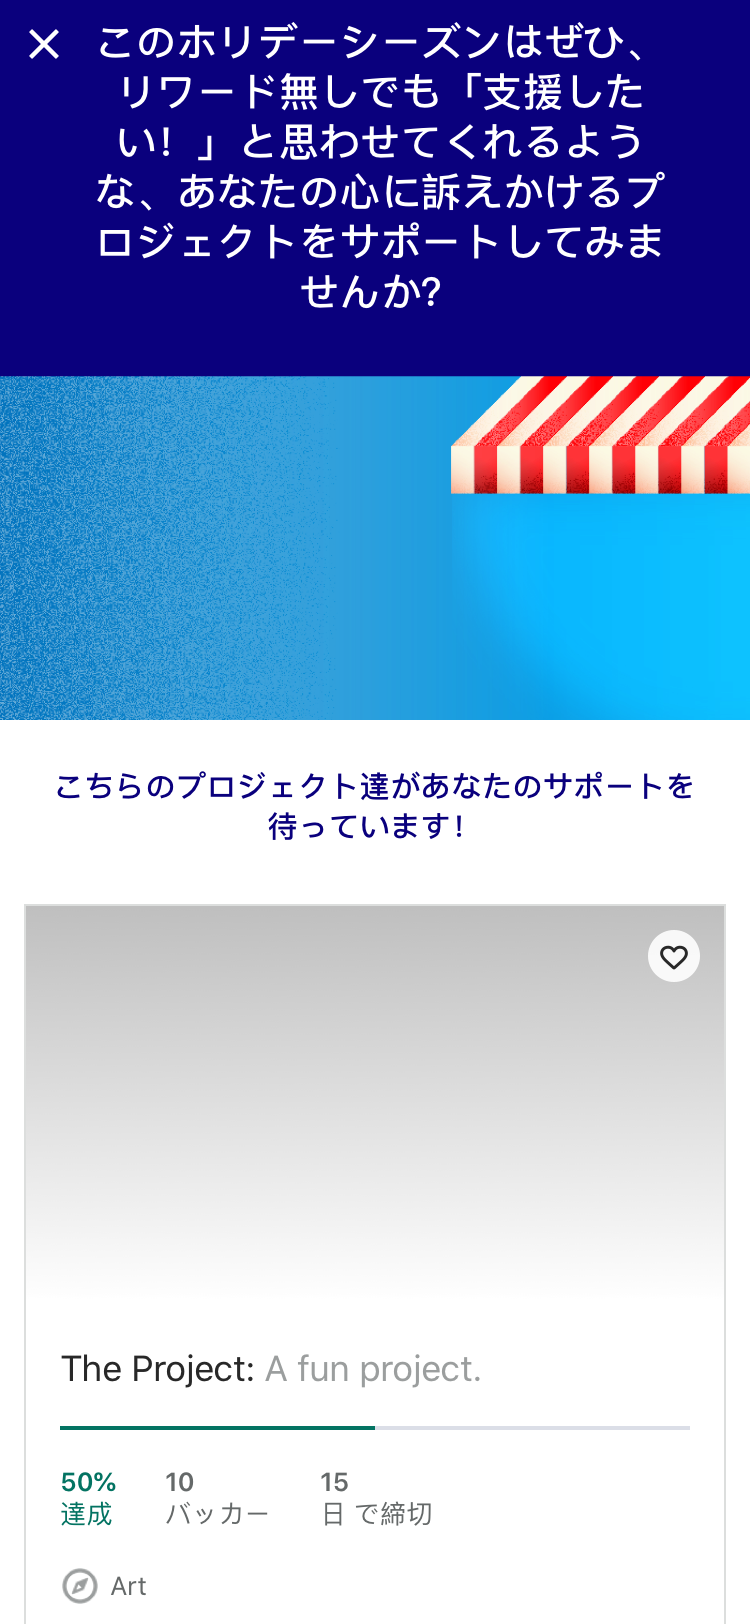 このホリデーシーズンはぜひ、
リワード無しでも「支援した
い！」と思わせてくれるよう
な、あなたの心に訴えかけるプ
ロジェクトをサポートしてみま
せんか?
こちらのプロジェクト達があなたのサポートを
待っています！
The Project: A fun project.
50% 10 15
達成 バッカー 日 で締切
Art